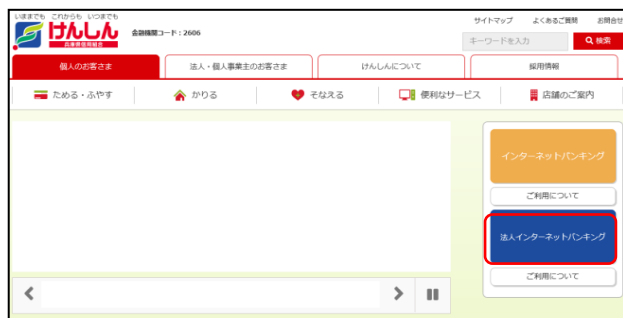 いままでも これからも いつまでも
けんしん
兵庫県信用組合
金融機関コード：2606
サイトマップ
よくあるご質問
お問合せ
キーワードを入力
検索
個人のお客さま
法人・個人事業主のお客さま
けんしんについて
採用情報
ためる・ふやす
かりる
そなえる
便利なサービス
店舗のご案内
インターネットバンキング
ご利用について
法人インターネットバンキング
ご利用について